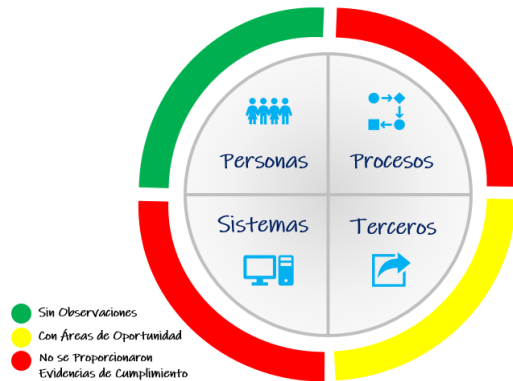 Personas
Procesos
Sistemas
Terceros
Sin Observaciones
Con Áreas de Oportunidad
No se Proporcionaron
Evidencias de Cumplimiento